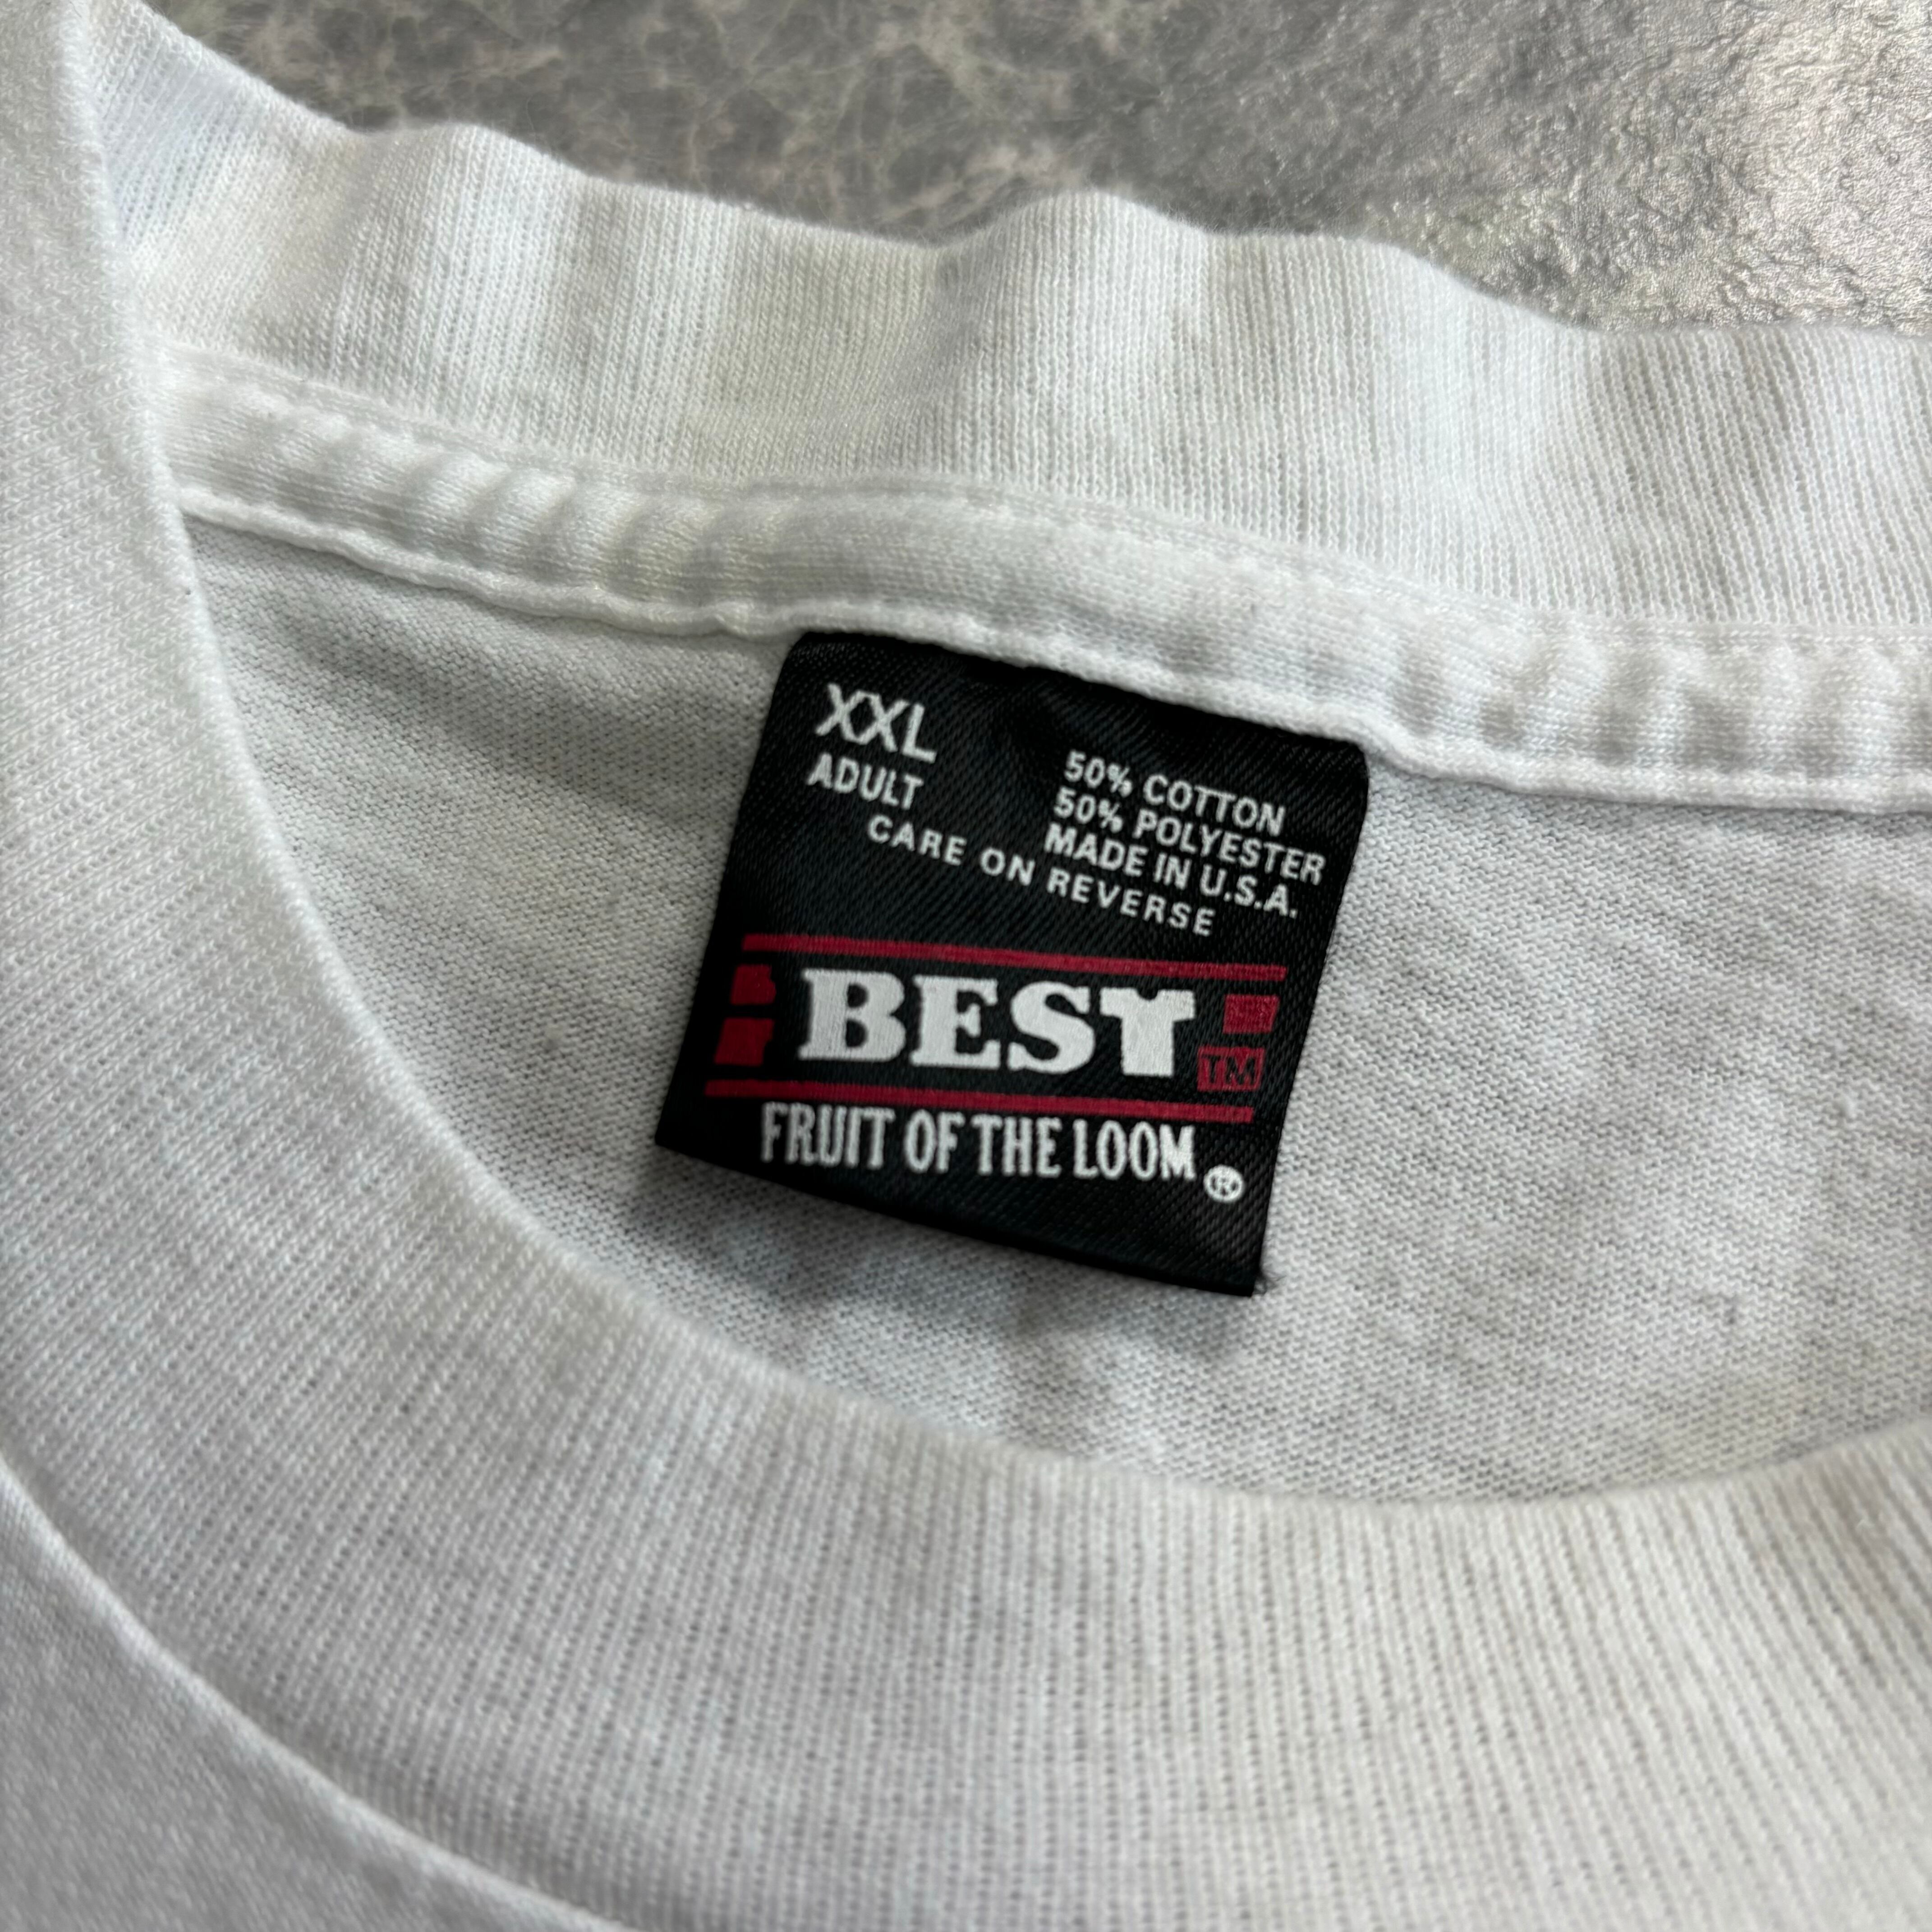 XXL
ADULT
50% COTTON
50% POLYESTER
MADE IN U.S.A.
CARE ON REVERSE
BEST
TM
FRUIT OF THE LOOM®